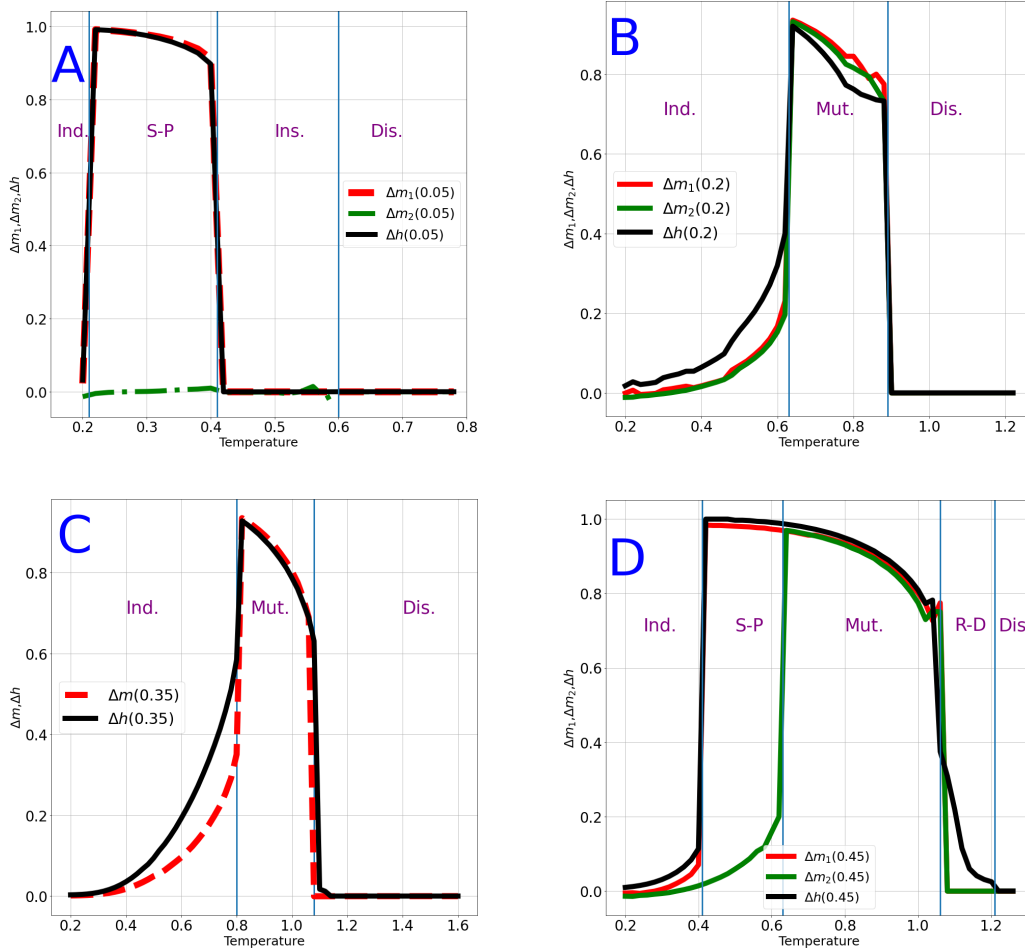 A
1.0
0.8
0.6
0.4
0.2
0.0
Δm₁,Δm₂,Δh
Ind.
S-P
Ins.
Dis.
Δm₁(0.05)
Δm₂(0.05)
Δh(0.05)
0.2 0.3 0.4 0.5 0.6 0.7 0.8
Temperature
B
0.8
0.6
0.4
0.2
0.0
Δm₁,Δm₂,Δh
Ind.
Mut.
Dis.
Δm₁(0.2)
Δm₂(0.2)
Δh(0.2)
0.2 0.4 0.6 0.8 1.0 1.2
Temperature
C
0.8
0.6
0.4
0.2
0.0
Δm,Δh
Ind.
Mut.
Dis.
Δm(0.35)
Δh(0.35)
0.2 0.4 0.6 0.8 1.0 1.2 1.4 1.6
Temperature
D
1.0
0.8
0.6
0.4
0.2
0.0
Δm₁,Δm₂,Δh
Ind.
S-P
Mut.
R-D
Dis
Δm₁(0.45)
Δm₂(0.45)
Δh(0.45)
0.2 0.4 0.6 0.8 1.0 1.2
Temperature